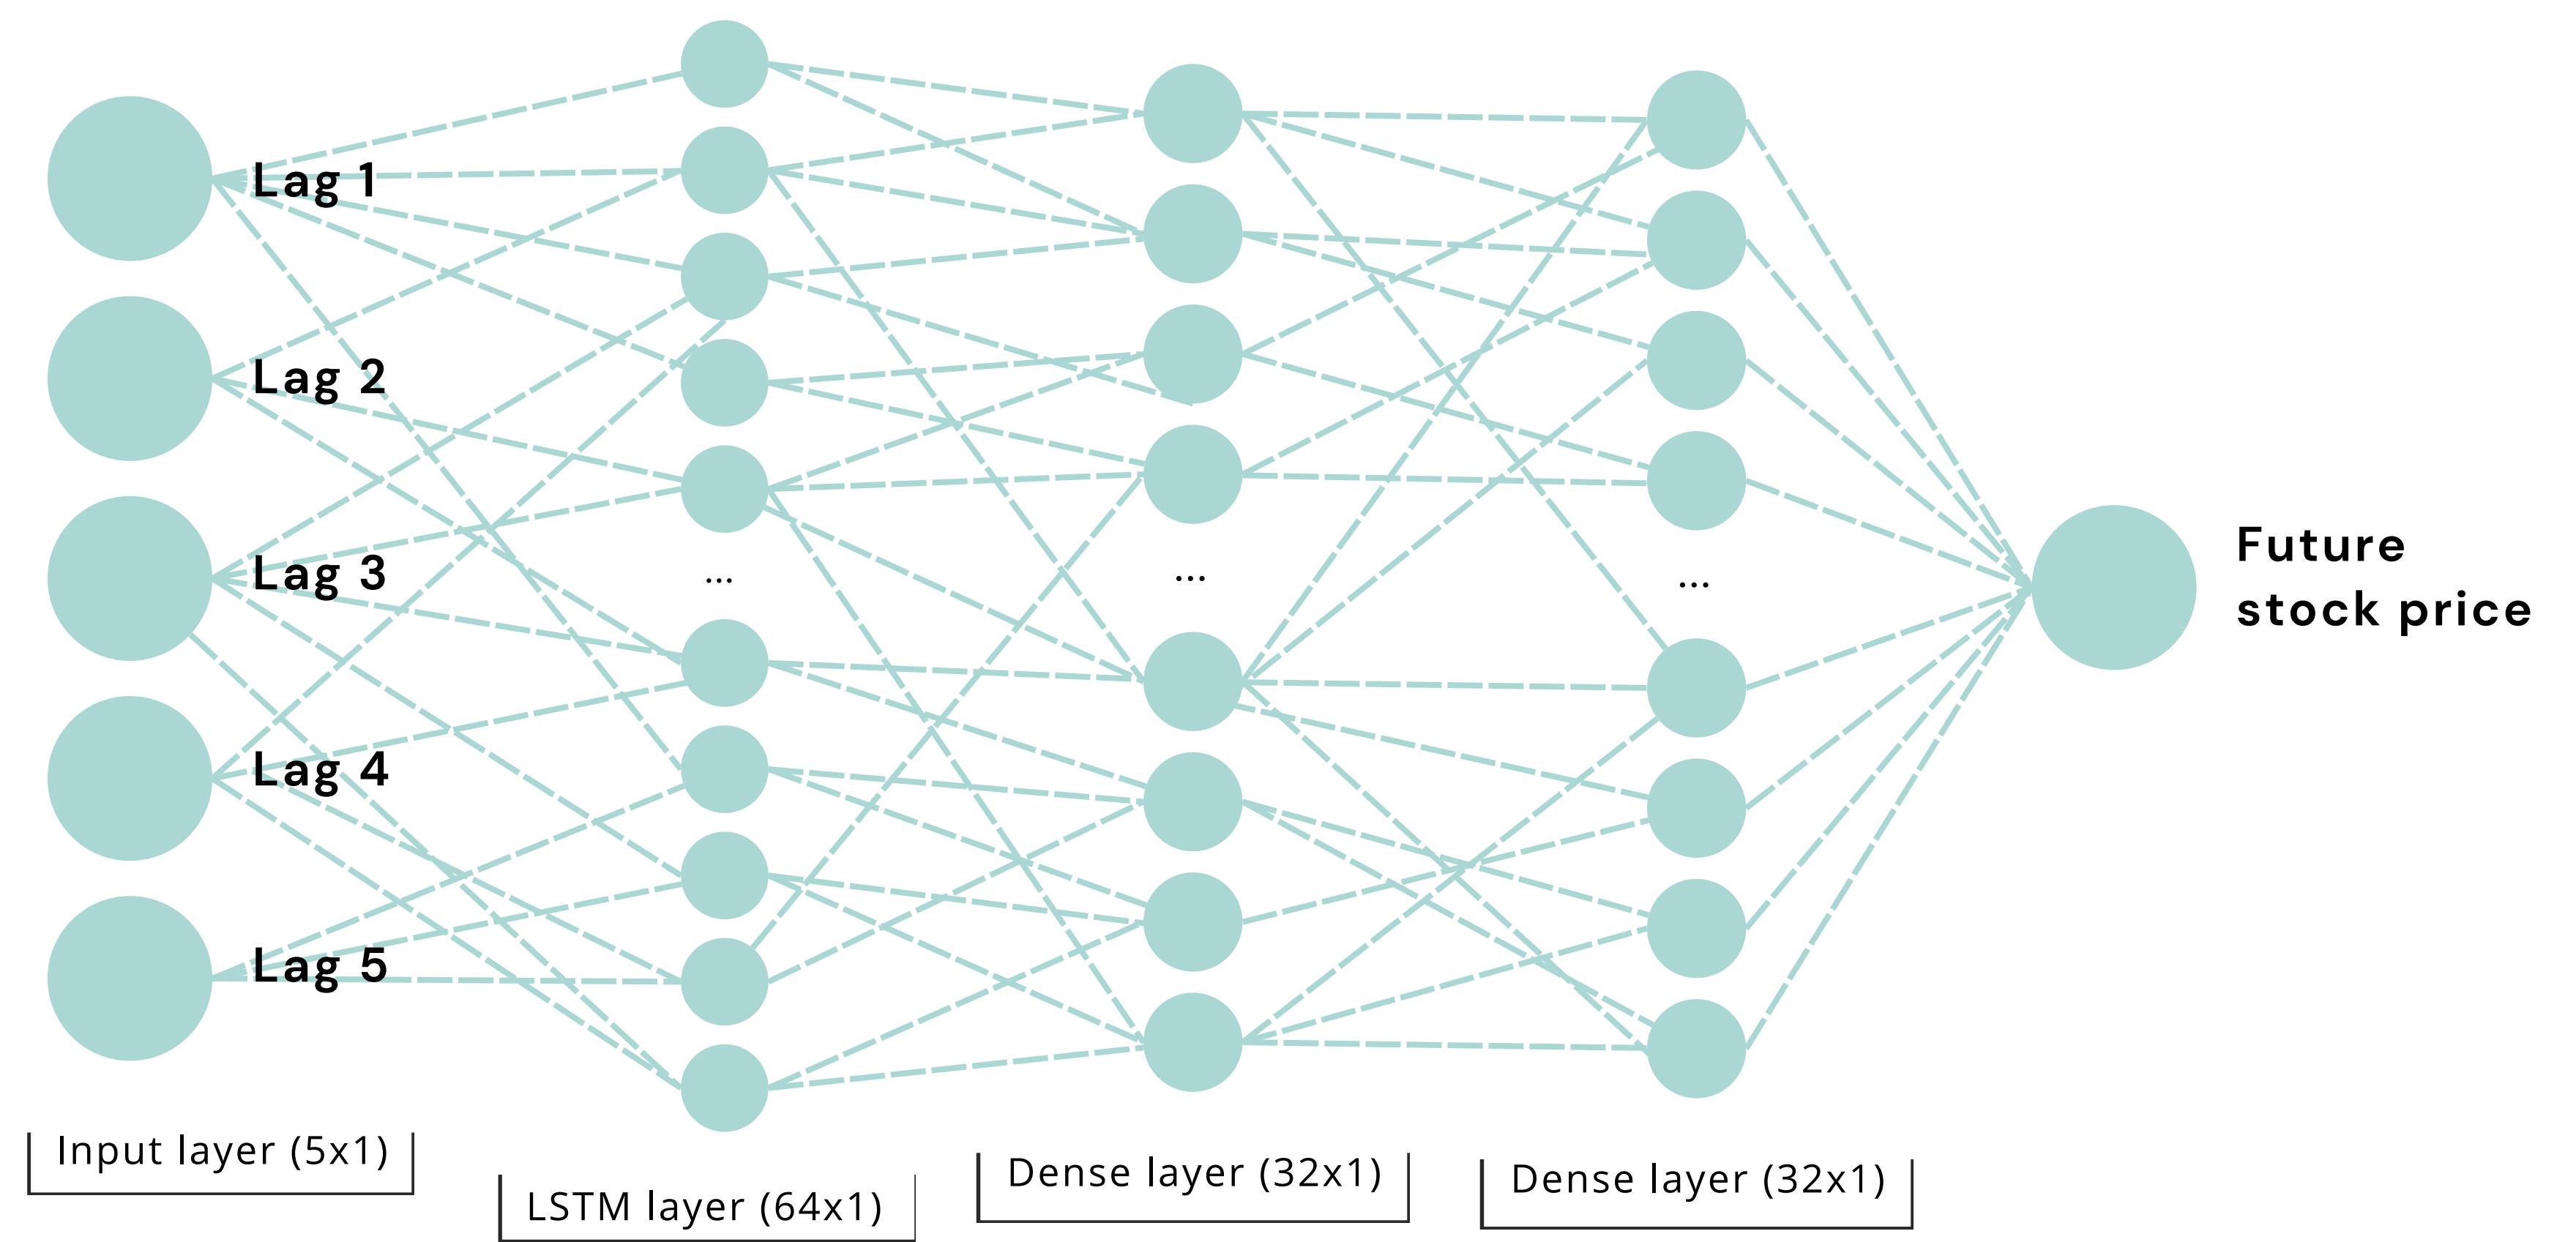 Lag 1
Lag 2
Lag 3
Lag 4
Lag 5
...
...
...
Future
stock price
Input layer (5x1)
LSTM layer (64x1)
Dense layer (32x1)
Dense layer (32x1)